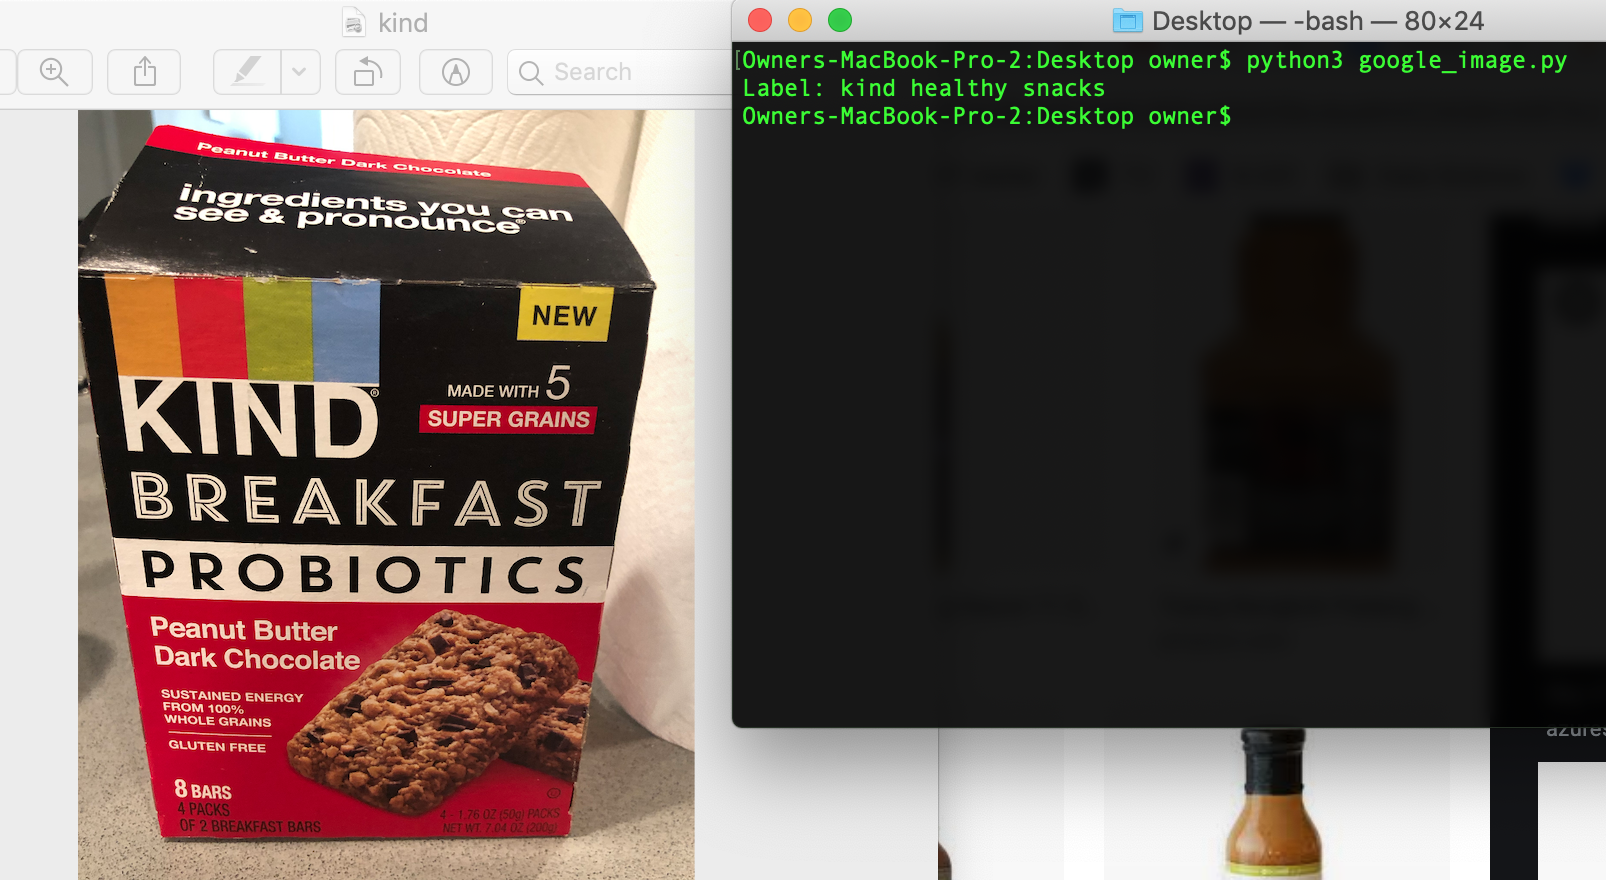 kind
Search
Peanut Butter Dark Chocolate
ingredients you can
see & pronounce®
NEW
MADE WITH 5
SUPER GRAINS
KIND®
BREAKFAST
PROBIOTICS
Peanut Butter
Dark Chocolate
SUSTAINED ENERGY
FROM 100%
WHOLE GRAINS
GLUTEN FREE
8 BARS
4 PACKS
OF 2 BREAKFAST BARS
4 - 1.76 OZ (50g) PACKS
NET WT. 7.04 OZ (200g)
Desktop — -bash — 80×24
[Owners-MacBook-Pro-2:Desktop owner$ python3 google_image.py
Label: kind healthy snacks
Owners-MacBook-Pro-2:Desktop owner$